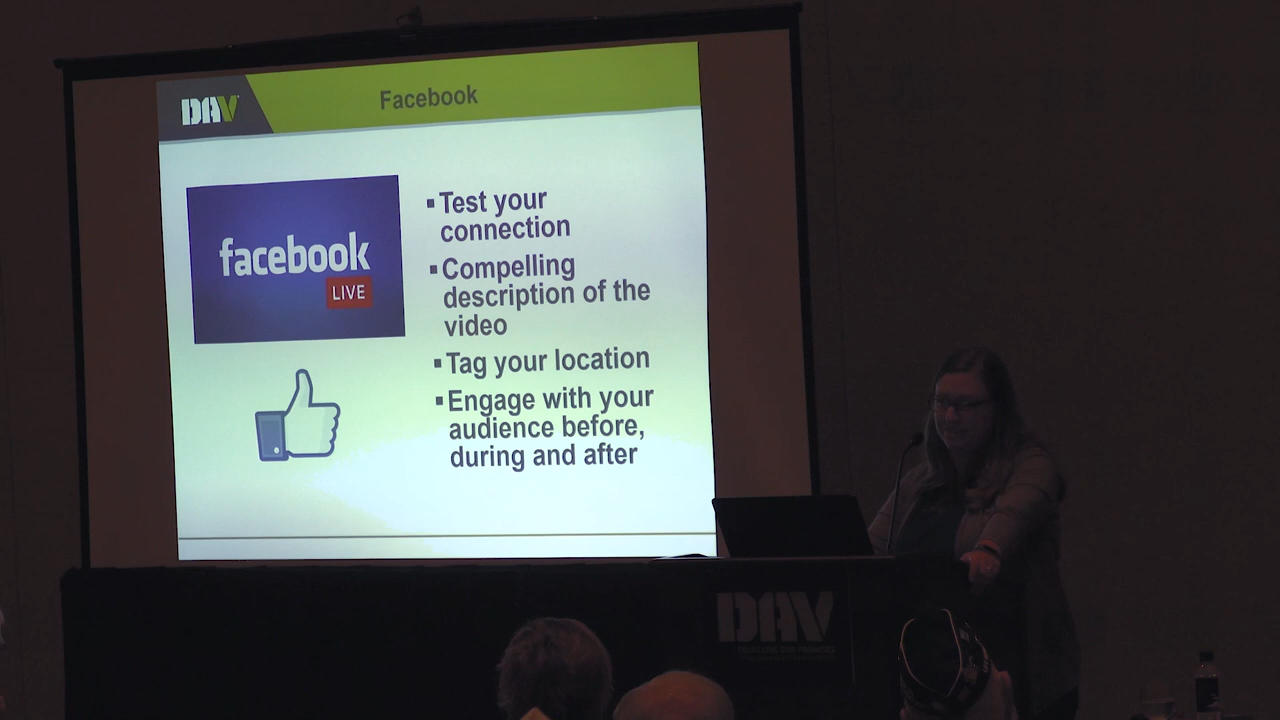 DAV
Facebook
facebook
LIVE
▪ Test your
connection
▪ Compelling
description of the
video
▪ Tag your location
▪ Engage with your
audience before,
during and after
DAV